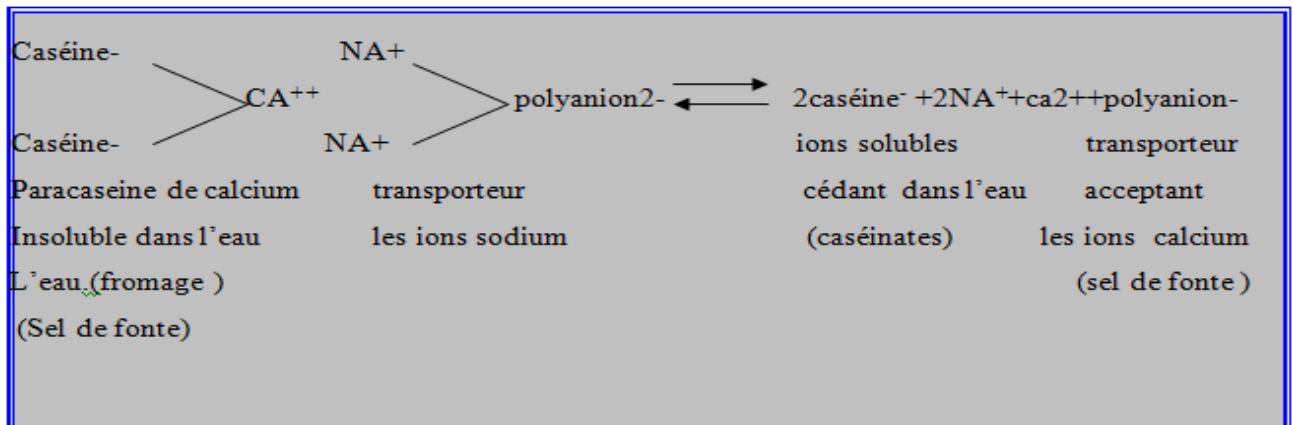 Caséine- NA+
CA++ polyanion2- 2caséine- +2NA++ca2++polyanion-
Caséine- NA+ ions solubles transporteur
Paracaseine de calcium transporteur cédant dans l'eau acceptant
Insoluble dans l'eau les ions sodium (caséinates) les ions calcium
L'eau.(fromage ) (sel de fonte )
(Sel de fonte)